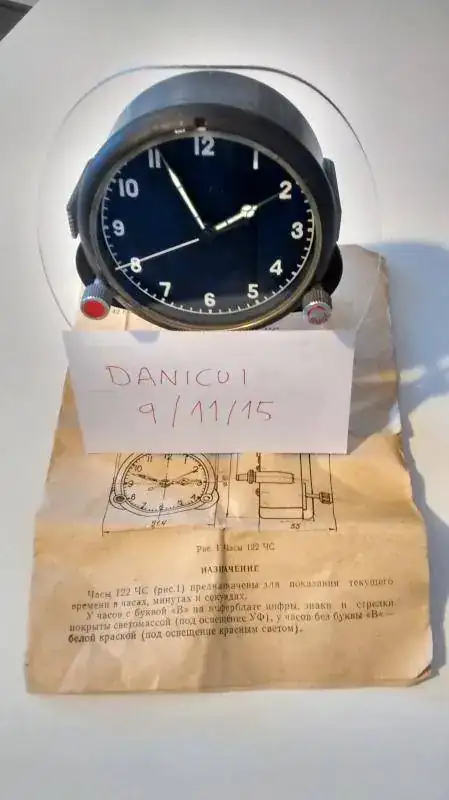 12
1
2
3
4
5
6
7
8
9
10
11
DANICU1
9/11/15
Рис. 1 Часы 122 ЧС
НАЗНАЧЕНИЕ
Часы 122 ЧС (рис.1) предназначены для показания текущего
времени в часах, минутах и секундах.
У часов с буквой «В» на циферблате цифры, знаки и стрелки
покрыты светомассой (под освещение УФ), у часов без буквы «В» —
белой краской (под освещение красным светом).